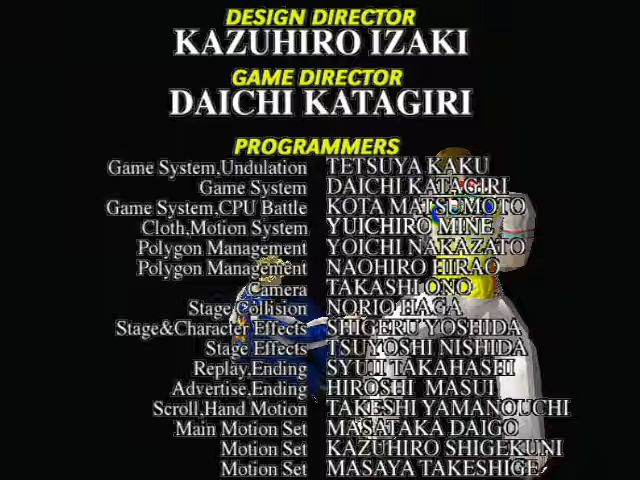 DESIGN DIRECTOR
KAZUHIRO IZAKI
GAME DIRECTOR
DAICHI KATAGIRI
PROGRAMMERS
Game System,Undulation TETSUYA KAKU
Game System DAICHI KATAGIRI
Game System,CPU Battle KOTA MATSUMOTO
Cloth,Motion System YUICHIRO MINE
Polygon Management YOICHI NAKAZATO
Polygon Management NAOHIRO HIRAO
Camera TAKASHI ONO
Stage Collision NORIO HAGA
Stage&Character Effects SHIGERU YOSHIDA
Stage Effects TSUYOSHI NISHIDA
Replay,Ending SYUJI TAKAHASHI
Advertise,Ending HIROSHI MASUI
Scroll,Hand Motion TAKESHI YAMANOUCHI
Main Motion Set MASATAKA DAIGO
Motion Set KAZUHIRO SHIGEKUNI
Motion Set MASAYA TAKESHIGE